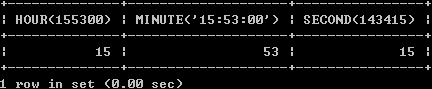 +--------------+--------------------+----------------+
| HOUR(155300) | MINUTE('15:53:00') | SECOND(143415) |
+--------------+--------------------+----------------+
| 15 | 53 | 15 |
+--------------+--------------------+----------------+
1 row in set (0.00 sec)